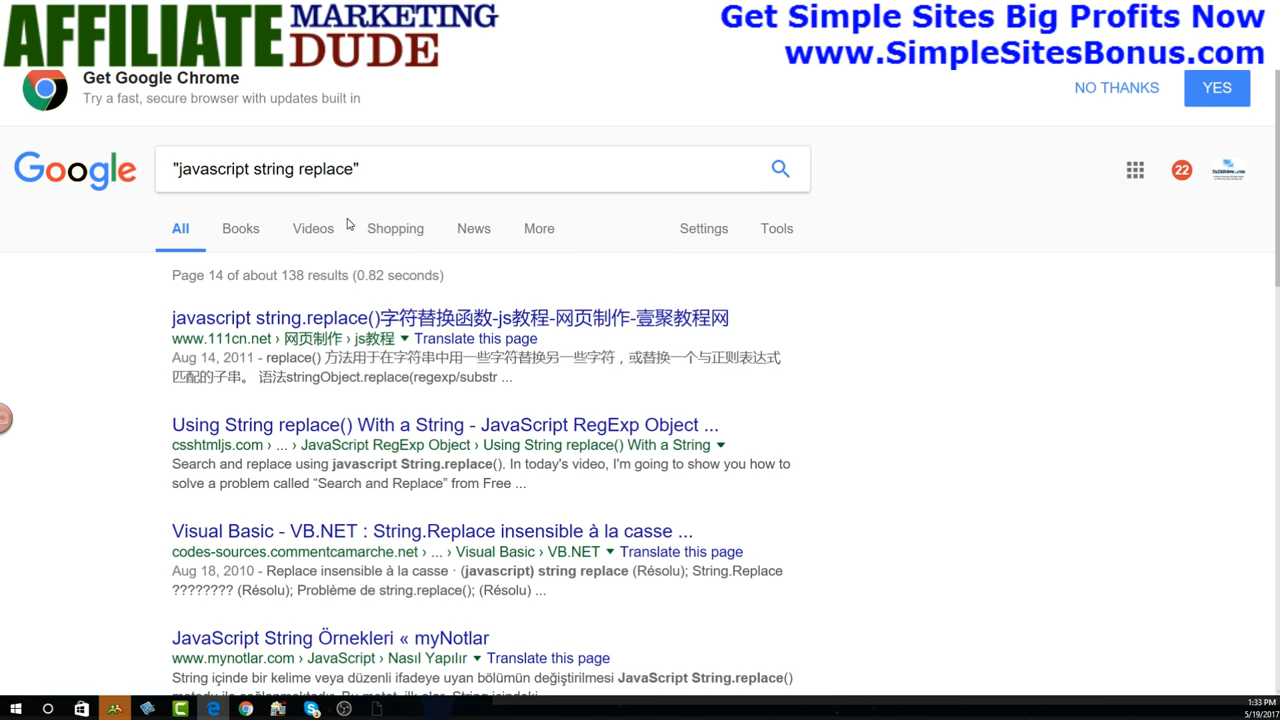 AFFILIATE MARKETING DUDE
Get Simple Sites Big Profits Now
www.SimpleSitesBonus.com
Get Google Chrome
Try a fast, secure browser with updates built in
NO THANKS
YES
Google
"javascript string replace"
22
All Books Videos Shopping News More Settings Tools
Page 14 of about 138 results (0.82 seconds)
javascript string.replace()字符替换函数-js教程-网页制作-壹聚教程网
www.111cn.net › 网页制作 › js教程 ▼ Translate this page
Aug 14, 2011 - replace() 方法用于在字符串中用一些字符替换另一些字符，或替换一个与正则表达式
匹配的子串。 语法stringObject.replace(regexp/substr ...
Using String replace() With a String - JavaScript RegExp Object ...
csshtmljs.com › ... › JavaScript RegExp Object › Using String replace() With a String ▼
Search and replace using javascript String.replace(). In today's video, I'm going to show you how to
solve a problem called “Search and Replace” from Free ...
Visual Basic - VB.NET : String.Replace insensible à la casse ...
codes-sources.commentcamarche.net › ... › Visual Basic › VB.NET ▼ Translate this page
Aug 18, 2010 - Replace insensible à la casse · (javascript) string replace (Résolu); String.Replace
???????? (Résolu); Problème de string.replace(); (Résolu) ...
JavaScript String Örnekleri « myNotlar
www.mynotlar.com › JavaScript › Nasıl Yapılır ▼ Translate this page
String içinde bir kelime veya düzenli ifadeye uyan bölümün değiştirilmesi JavaScript String.replace()
1:33 PM
5/19/2017